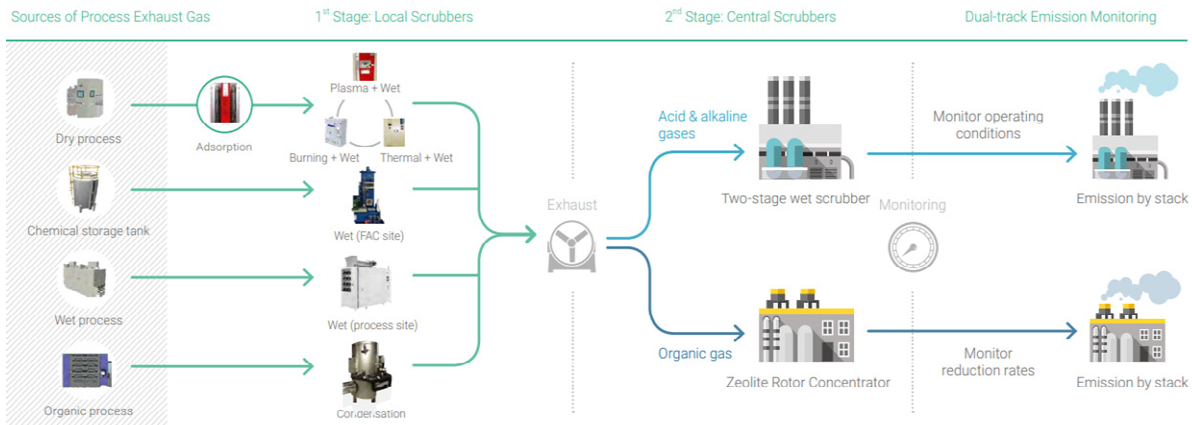 Sources of Process Exhaust Gas
1st Stage: Local Scrubbers
2nd Stage: Central Scrubbers
Dual-track Emission Monitoring
Dry process
Adsorption
Plasma + Wet
Burning + Wet
Thermal + Wet
Chemical storage tank
Wet (FAC site)
Wet process
Wet (process site)
Organic process
Condensation
Exhaust
Acid & alkaline
gases
Two-stage wet scrubber
Organic gas
Zeolite Rotor Concentrator
Monitor operating
conditions
Monitoring
Monitor
reduction rates
Emission by stack
Emission by stack